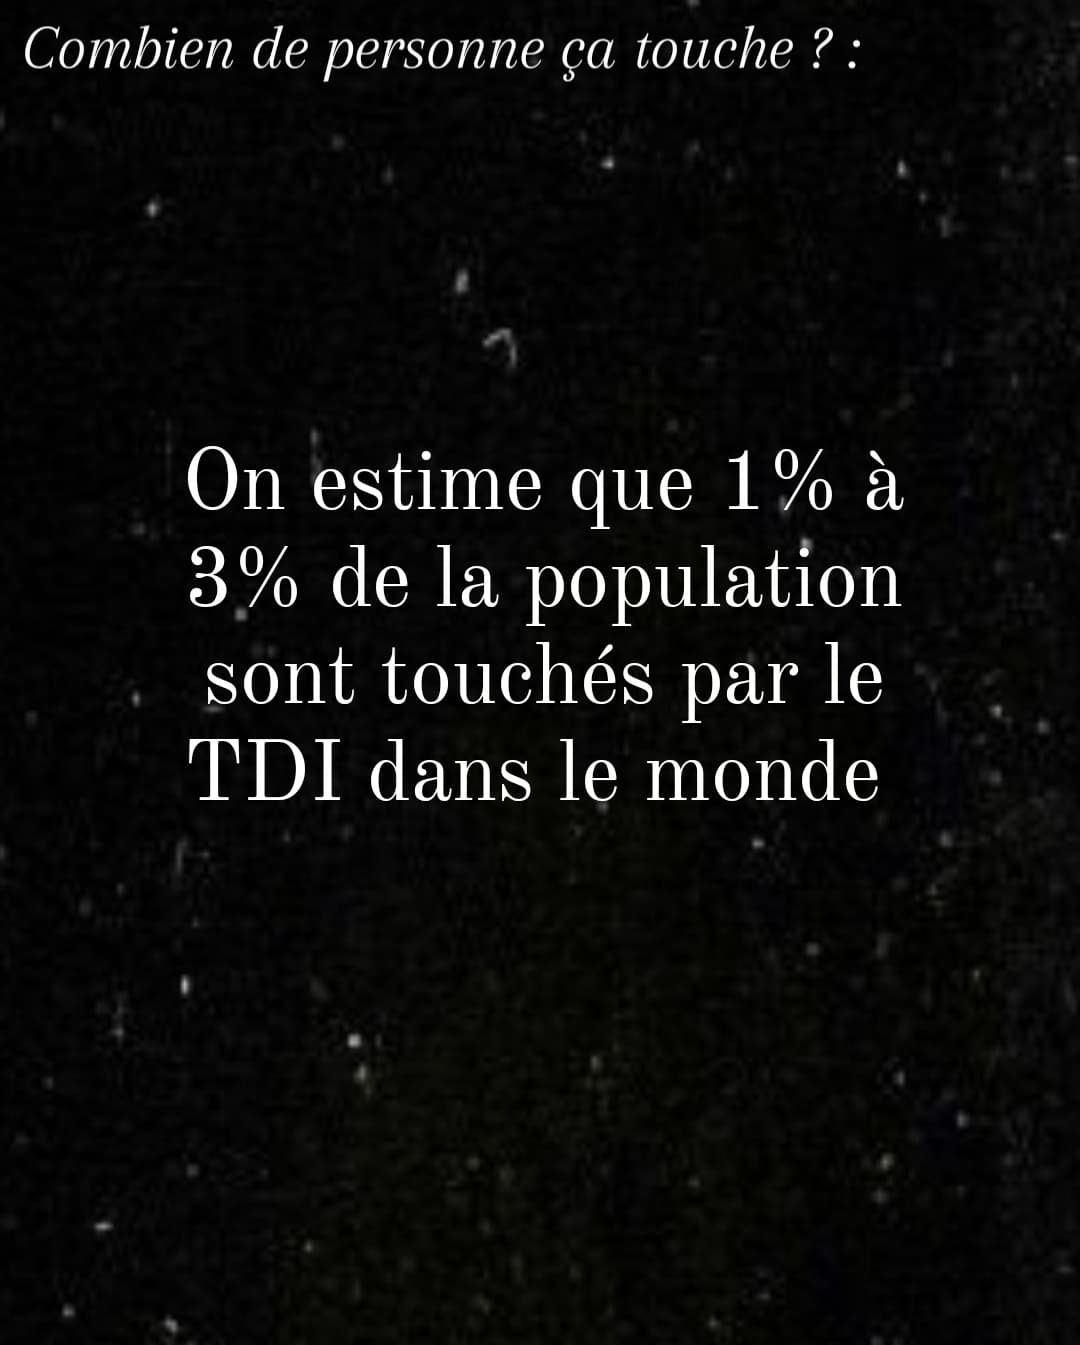 Combien de personne ça touche ? :
On estime que 1% à
3% de la population
sont touchés par le
TDI dans le monde